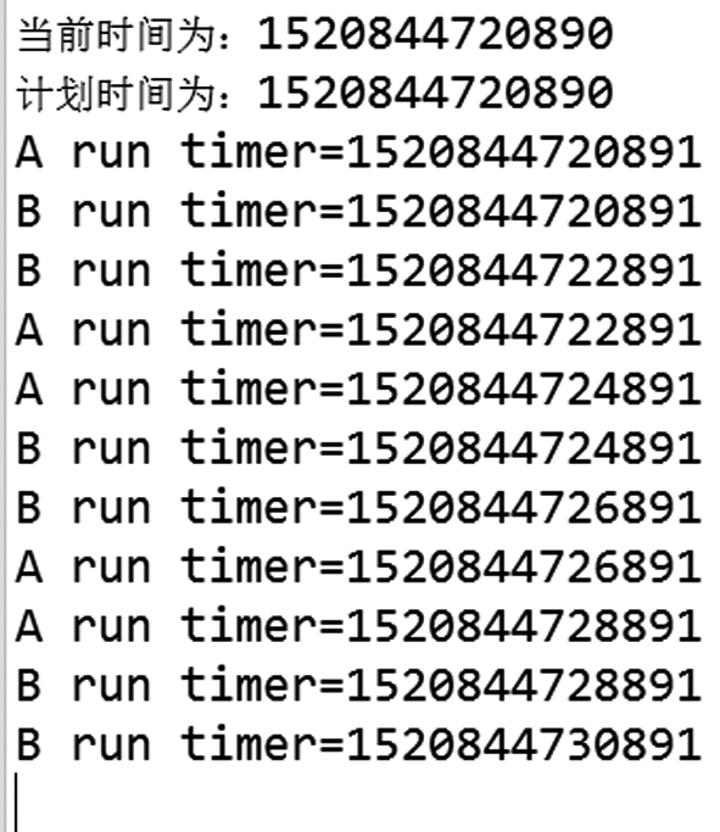 当前时间为：1520844720890
计划时间为：1520844720890
A run timer=1520844720891
B run timer=1520844720891
B run timer=1520844722891
A run timer=1520844722891
A run timer=1520844724891
B run timer=1520844724891
B run timer=1520844726891
A run timer=1520844726891
A run timer=1520844728891
B run timer=1520844728891
B run timer=1520844730891